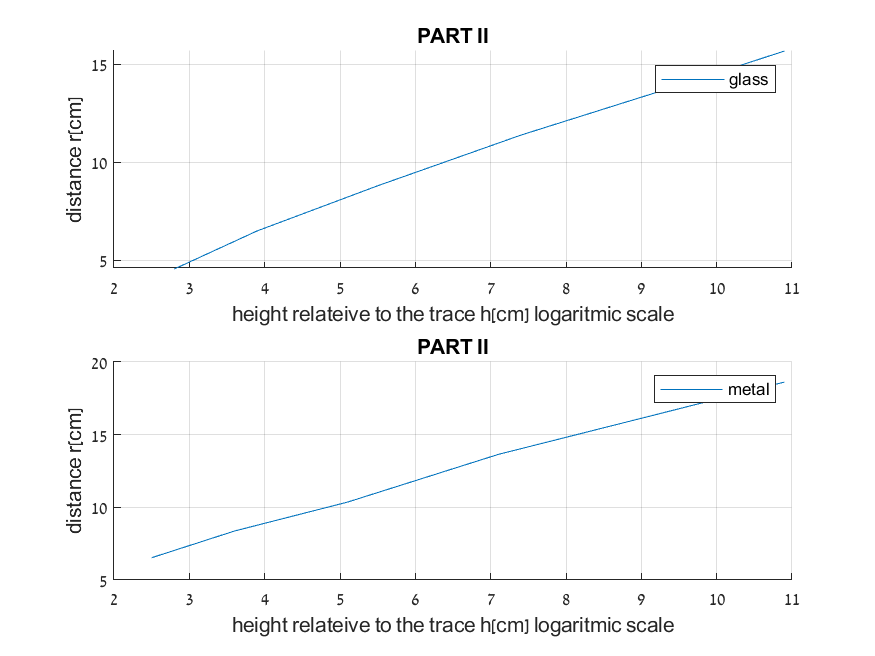 PART II
15
10
5
distance r[cm]
glass
2 3 4 5 6 7 8 9 10 11
height relateive to the trace h[cm] logaritmic scale
PART II
20
15
10
5
distance r[cm]
metal
2 3 4 5 6 7 8 9 10 11
height relateive to the trace h[cm] logaritmic scale